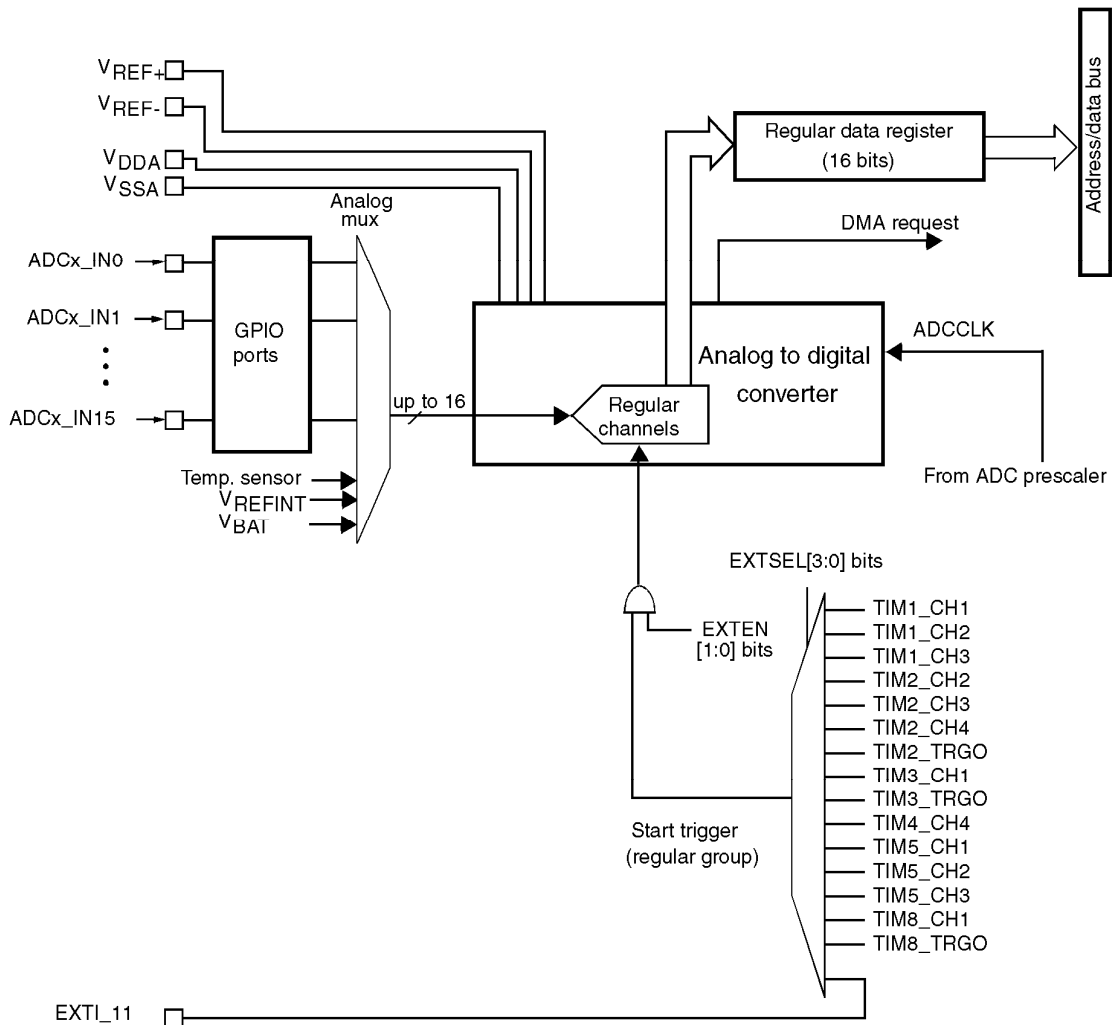 VREF+
VREF-
VDDA
VSSA
Analog
mux
Regular data register
(16 bits)
Address/data bus
DMA request
ADCx_IN0
ADCx_IN1
ADCx_IN15
GPIO
ports
ADCCLK
Analog to digital
converter
up to 16
Regular
channels
Temp. sensor
VREFINT
VBAT
From ADC prescaler
EXTSEL[3:0] bits
EXTEN
[1:0] bits
TIM1_CH1
TIM1_CH2
TIM1_CH3
TIM2_CH2
TIM2_CH3
TIM2_CH4
TIM2_TRGO
TIM3_CH1
TIM3_TRGO
TIM4_CH4
TIM5_CH1
TIM5_CH2
TIM5_CH3
TIM8_CH1
TIM8_TRGO
Start trigger
(regular group)
EXTI_11